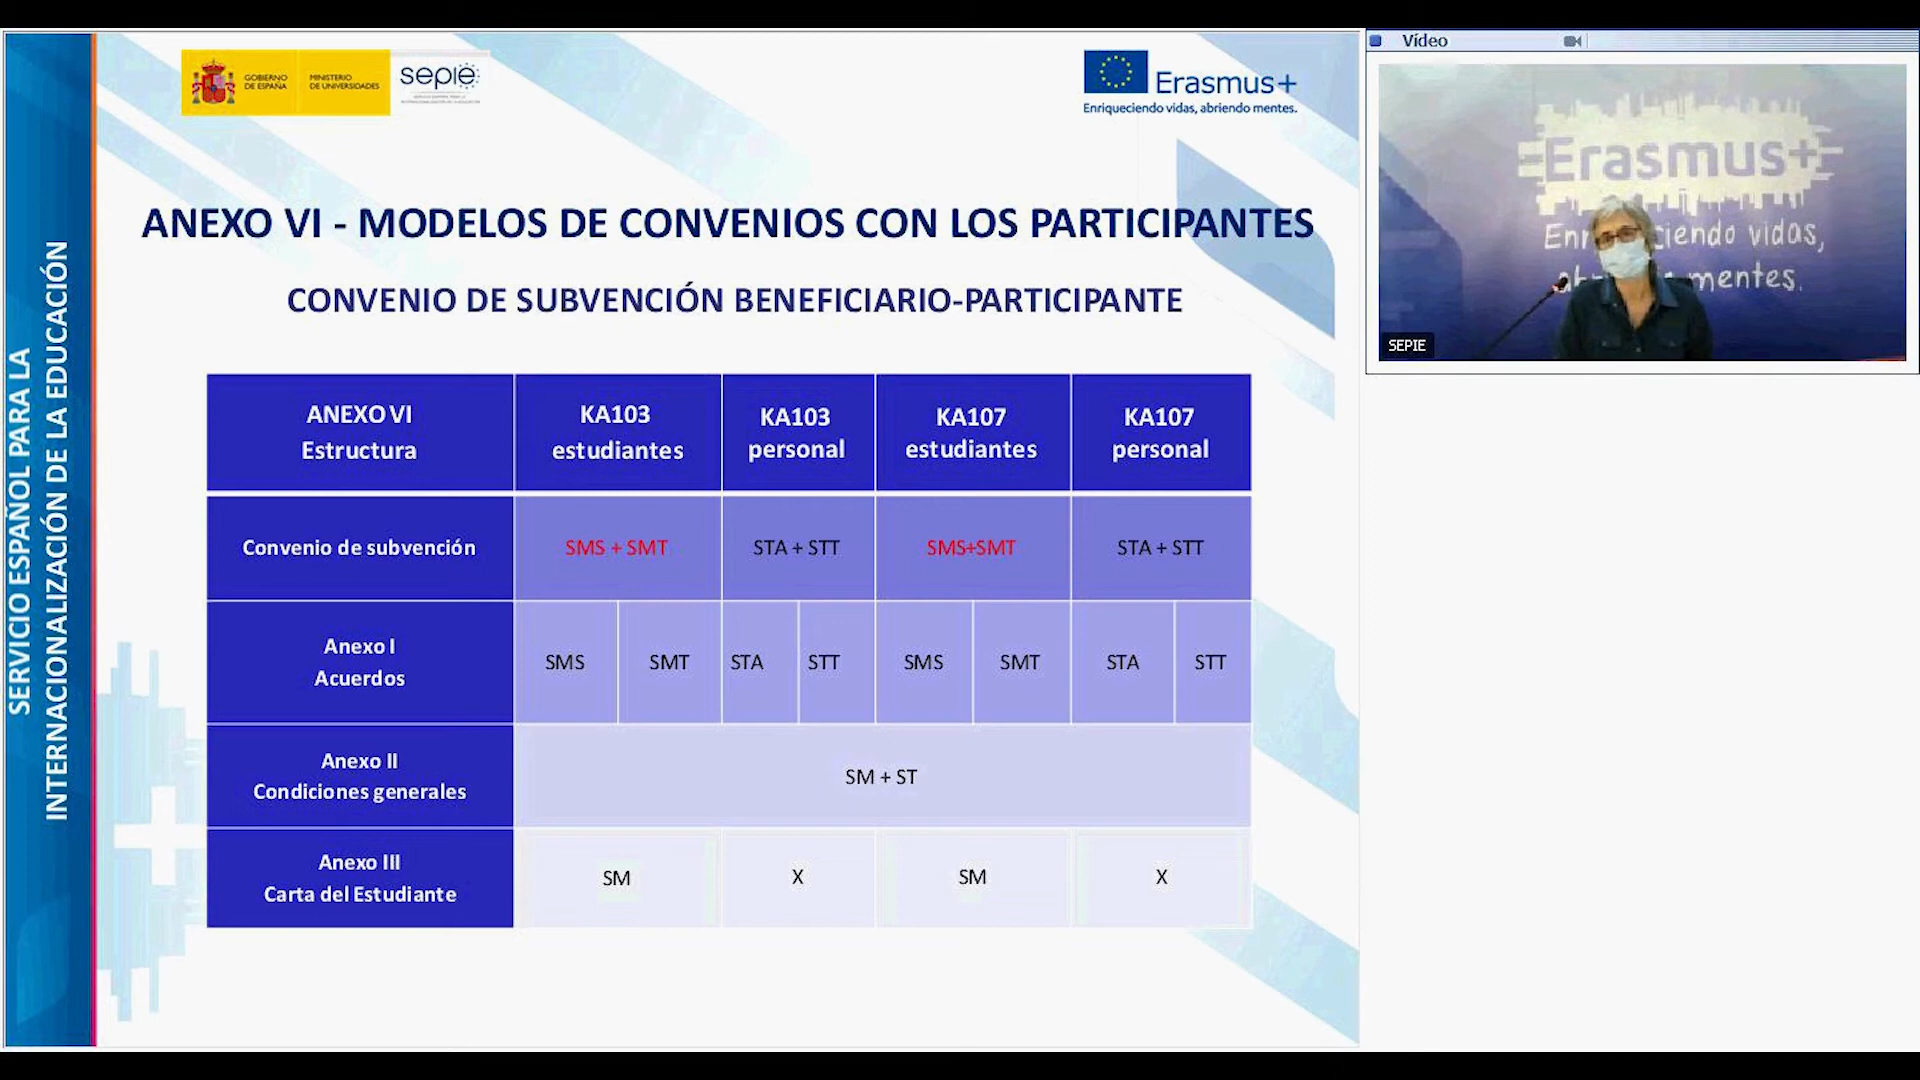 GOBIERNO
DE ESPAÑA
MINISTERIO
DE UNIVERSIDADES
sepie
Erasmus+
Enriqueciendo vidas, abriendo mentes.
SERVICIO ESPAÑOL PARA LA
INTERNACIONALIZACIÓN DE LA EDUCACIÓN
ANEXO VI - MODELOS DE CONVENIOS CON LOS PARTICIPANTES
CONVENIO DE SUBVENCIÓN BENEFICIARIO-PARTICIPANTE
ANEXO VI
Estructura
KA103
estudiantes
KA103
personal
KA107
estudiantes
KA107
personal
Convenio de subvención
SMS + SMT
STA + STT
SMS+SMT
STA + STT
Anexo I
Acuerdos
SMS
SMT
STA
STT
SMS
SMT
STA
STT
Anexo II
Condiciones generales
SM + ST
Anexo III
Carta del Estudiante
SM
X
SM
X
Vídeo
Erasmus+
vidas,
mentes.
SEPIE